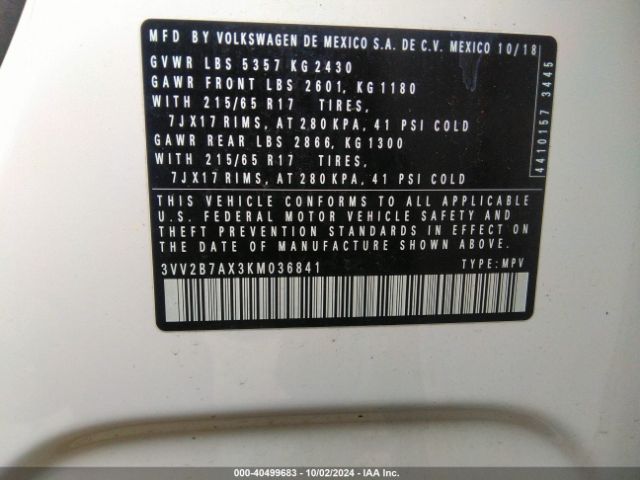 MFD BY VOLKSWAGEN DE MEXICO S.A. DE C.V. MEXICO 10/18
GVWR LBS 5357 KG 2430
GAWR FRONT LBS 2601, KG 1180
WITH 215/65 R17 TIRES,
7JX17 RIMS, AT 280 KPA, 41 PSI COLD
GAWR REAR LBS 2866, KG 1300
WITH 215/65 R17 TIRES,
7JX17 RIMS, AT 280 KPA, 41 PSI COLD
4410157 3445
THIS VEHICLE CONFORMS TO ALL APPLICABLE
U.S. FEDERAL MOTOR VEHICLE SAFETY AND
THEFT PREVENTION STANDARDS IN EFFECT ON
THE DATE OF MANUFACTURE SHOWN ABOVE.
3VV2B7AX3KM036841 TYPE: MPV
© - 40499683 - 10/02/2024 - IAA Inc.